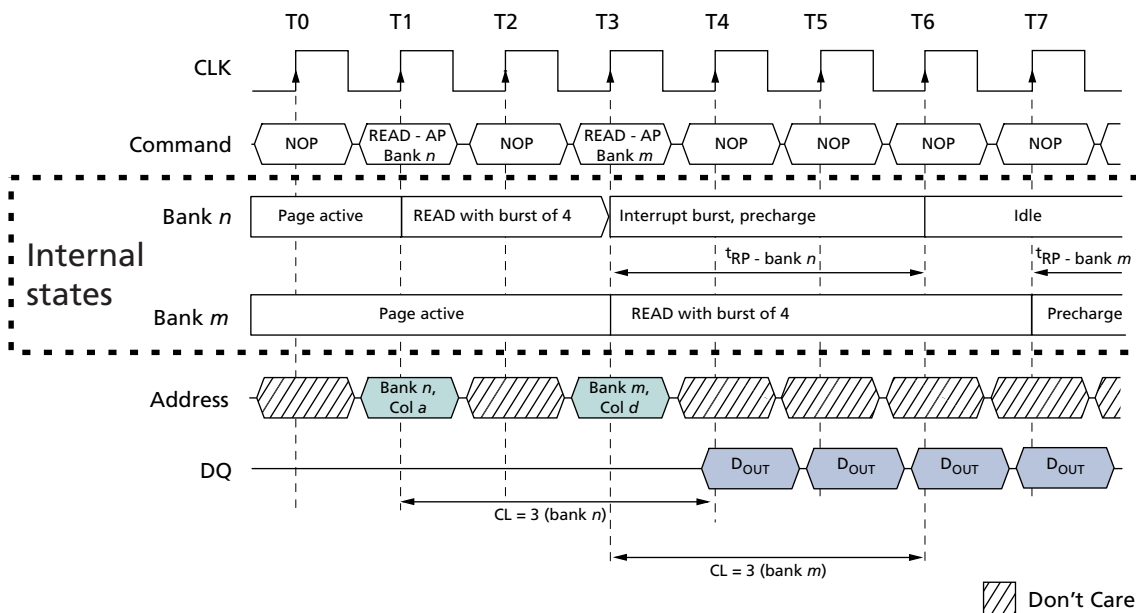 T0 T1 T2 T3 T4 T5 T6 T7
CLK
Command NOP READ - AP Bank n NOP READ - AP Bank m NOP NOP NOP NOP
Internal states
Bank n Page active READ with burst of 4 Interrupt burst, precharge Idle
tRP - bank n tRP - bank m
Bank m Page active READ with burst of 4 Precharge
Address Bank n, Col a Bank m, Col d
DQ DOUT DOUT DOUT DOUT
CL = 3 (bank n)
CL = 3 (bank m)
Don't Care